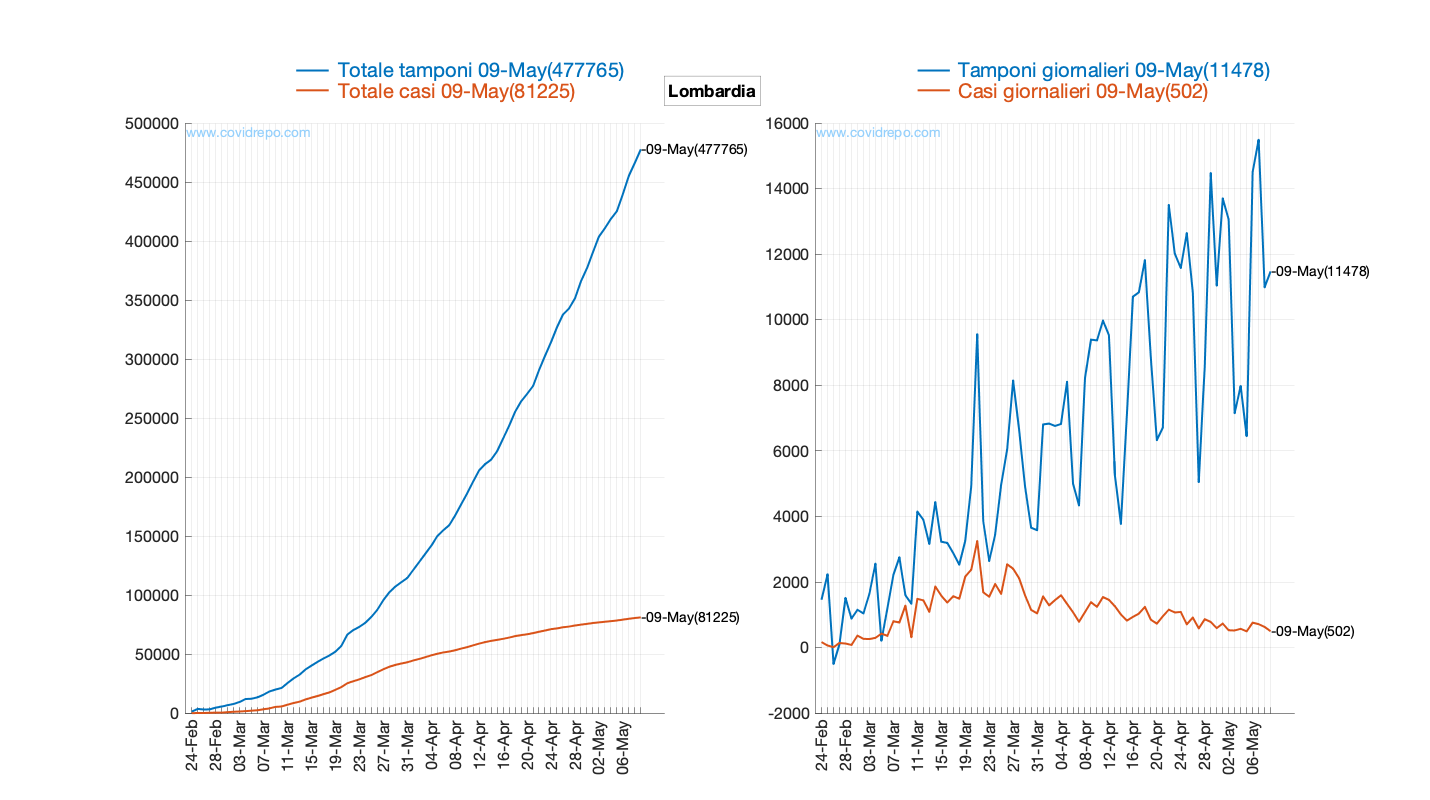 Totale tamponi 09-May(477765)
Totale casi 09-May(81225)
Lombardia
Tamponi giornalieri 09-May(11478)
Casi giornalieri 09-May(502)
www.covidrepo.com
500000
450000
400000
350000
300000
250000
200000
150000
100000
50000
0
-09-May(477765)
-09-May(81225)
24-Feb
28-Feb
03-Mar
07-Mar
11-Mar
15-Mar
19-Mar
23-Mar
27-Mar
31-Mar
04-Apr
08-Apr
12-Apr
16-Apr
20-Apr
24-Apr
28-Apr
02-May
06-May
www.covidrepo.com
16000
14000
12000
10000
8000
6000
4000
2000
0
-2000
-09-May(11478)
-09-May(502)
24-Feb
28-Feb
03-Mar
07-Mar
11-Mar
15-Mar
19-Mar
23-Mar
27-Mar
31-Mar
04-Apr
08-Apr
12-Apr
16-Apr
20-Apr
24-Apr
28-Apr
02-May
06-May